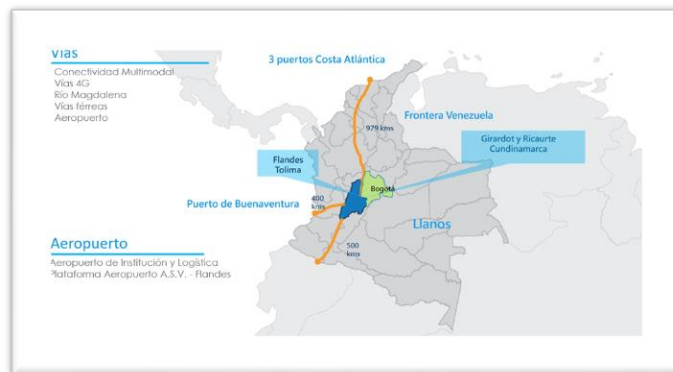 Vías
Conectividad Multimodal
Vías 4G
Río Magdalena
Vías férreas
Aeropuerto
3 puertos Costa Atlántica
979 kms
Frontera Venezuela
Girardot y Ricaurte
Cundinamarca
Flandes
Tolima
Bogotá
400
kms
Puerto de Buenaventura
Llanos
500
kms
Aeropuerto
Aeropuerto de Institución y Logística
Plataforma Aeropuerto A.S.V. - Flandes